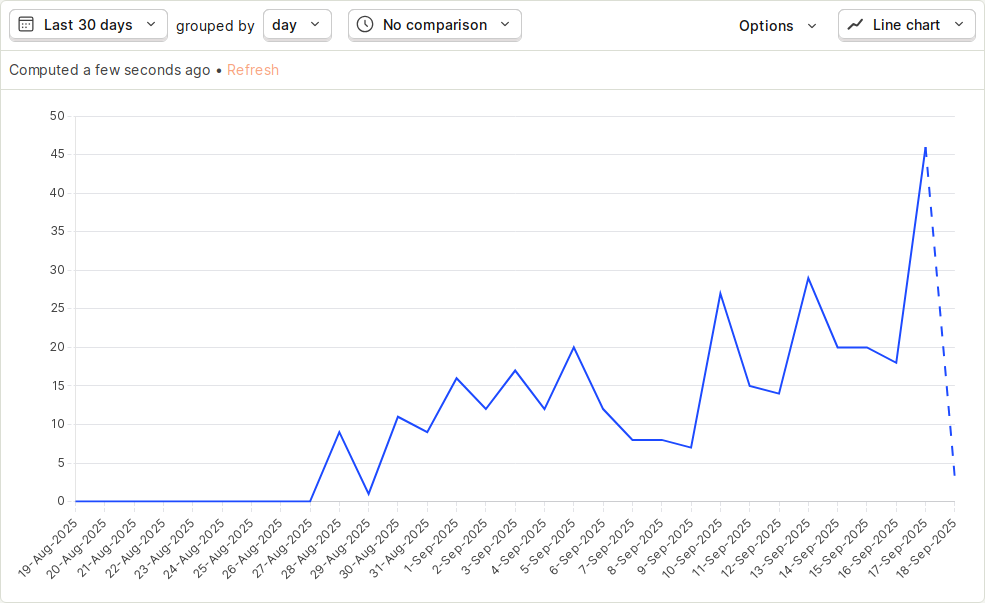 Last 30 days grouped by day No comparison Options Line chart
Computed a few seconds ago • Refresh
50
45
40
35
30
25
20
15
10
5
0
19-Aug-2025
20-Aug-2025
21-Aug-2025
22-Aug-2025
23-Aug-2025
24-Aug-2025
25-Aug-2025
26-Aug-2025
27-Aug-2025
28-Aug-2025
29-Aug-2025
30-Aug-2025
31-Aug-2025
1-Sep-2025
2-Sep-2025
3-Sep-2025
4-Sep-2025
5-Sep-2025
6-Sep-2025
7-Sep-2025
8-Sep-2025
9-Sep-2025
10-Sep-2025
11-Sep-2025
12-Sep-2025
13-Sep-2025
14-Sep-2025
15-Sep-2025
16-Sep-2025
17-Sep-2025
18-Sep-2025